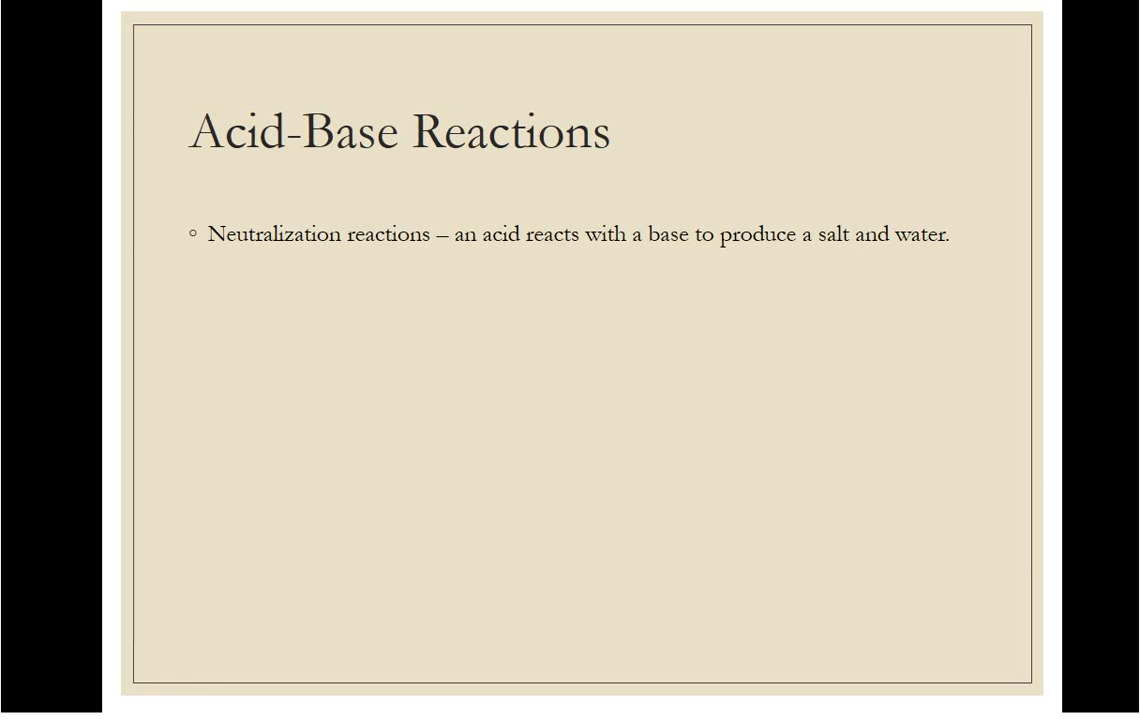 Acid-Base Reactions
◦ Neutralization reactions – an acid reacts with a base to produce a salt and water.